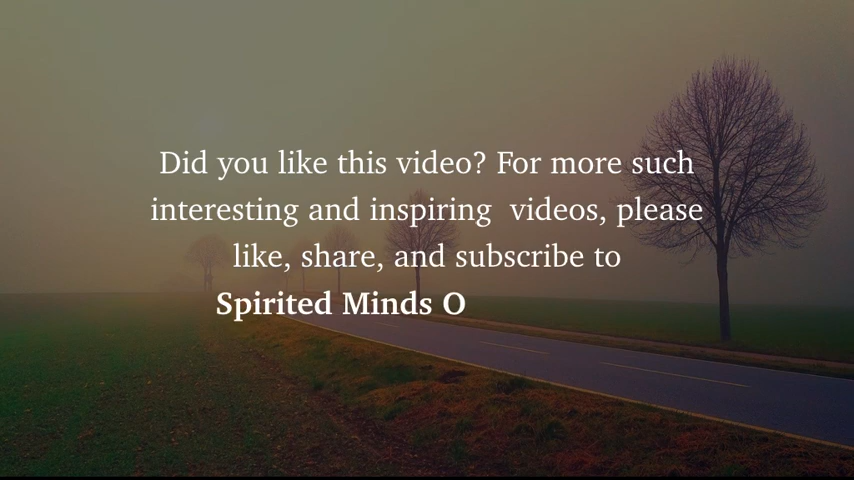 Did you like this video? For more such
interesting and inspiring  videos, please
like, share, and subscribe to
Spirited Minds O